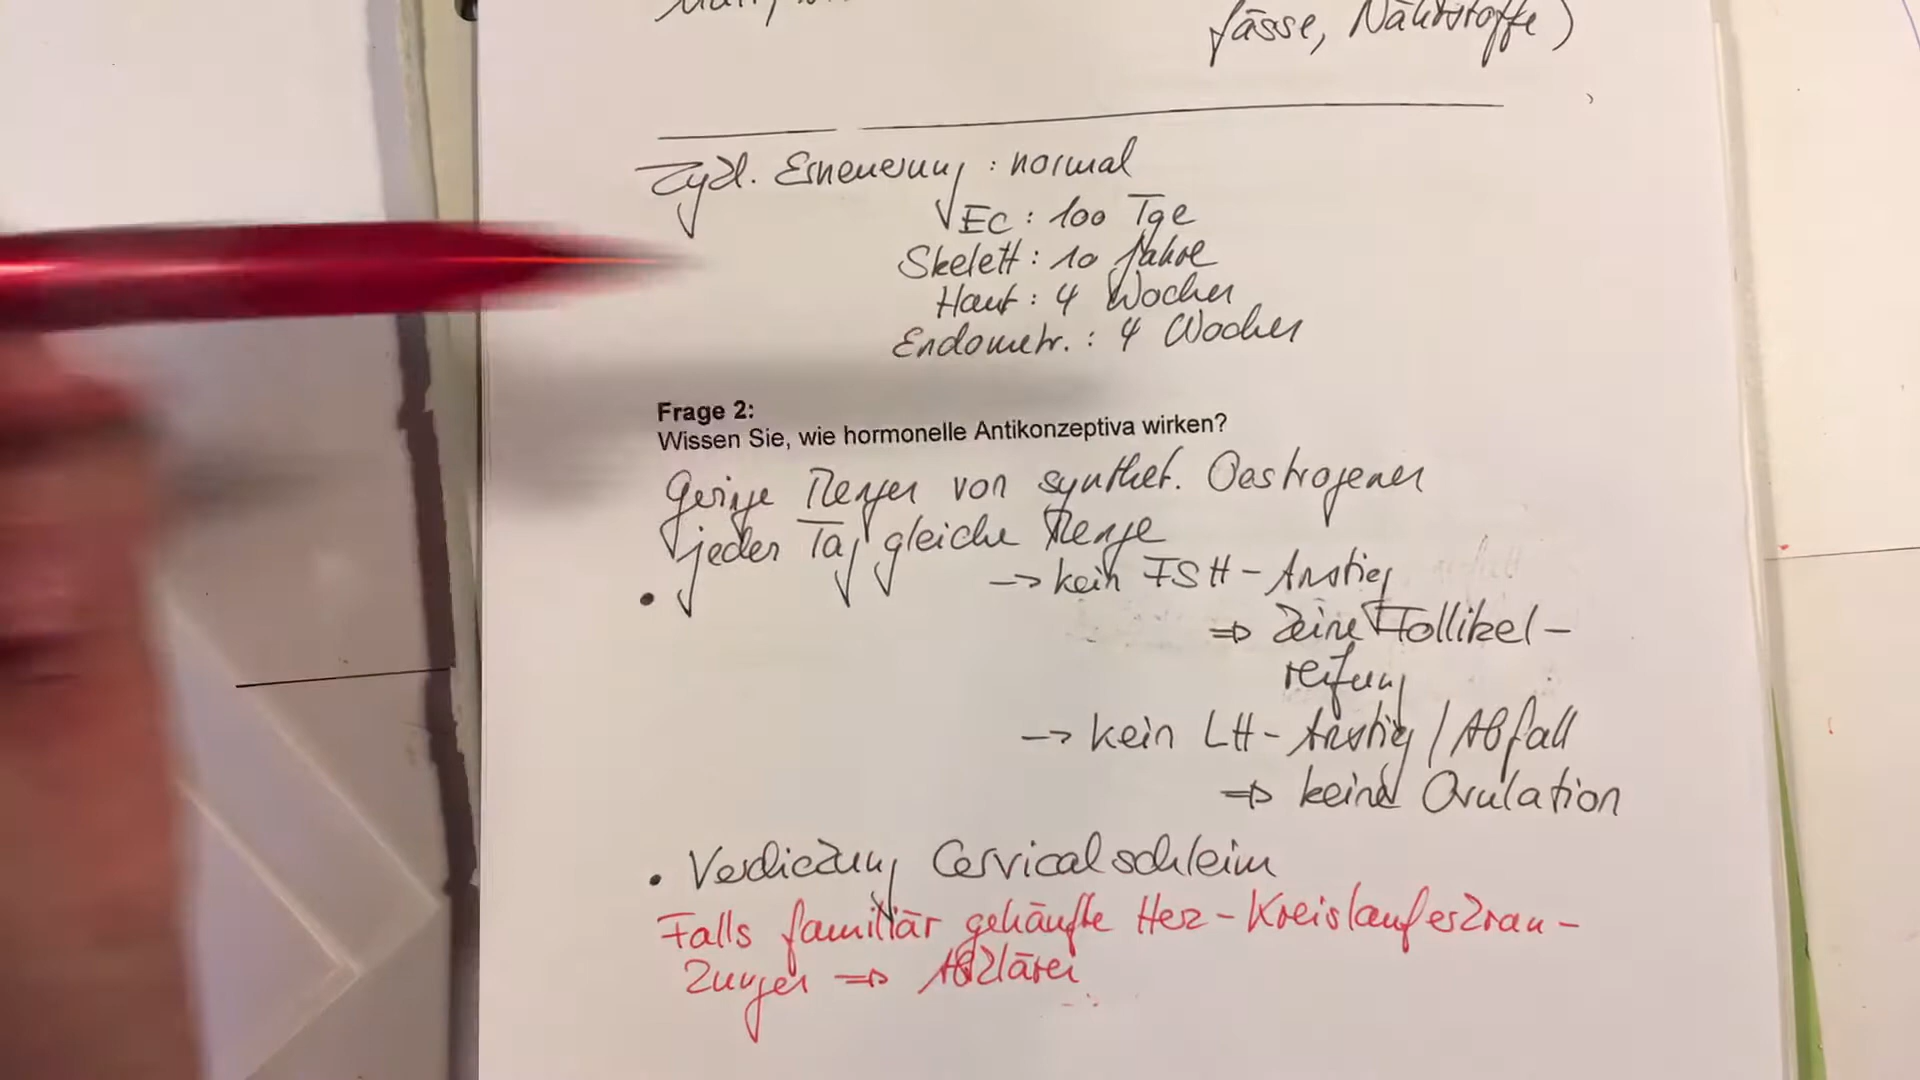 fässe, Nährstoffe)
Zykl. Erneuerung : normal
EC : 100 Tge
Skelett : 10 Jahre
Haut : 4 Wochen
Endometr. : 4 Wochen
Frage 2:
Wissen Sie, wie hormonelle Antikonzeptiva wirken?
Geringe Mengen von synthet. Oestrogenen
jeden Tag gleiche Menge
→ kein FSH-Anstieg
⇒ keine Follikel-
reifung
→ kein LH-Anstieg / Abfall
⇒ keine Ovulation
• Verdickung Cervicalschleim
Falls familiär gehäufte Herz-Kreislauferkran-
kungen ⇒ Abklären